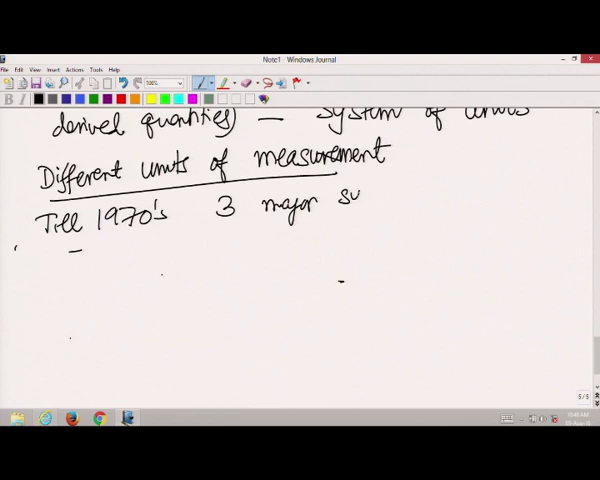 Note1 - Windows Journal
File Edit View Insert Actions Tools Help
100%
B I
derived quantities) — System of units
Different units of measurement
Till 1970's 3 major sy
5/5